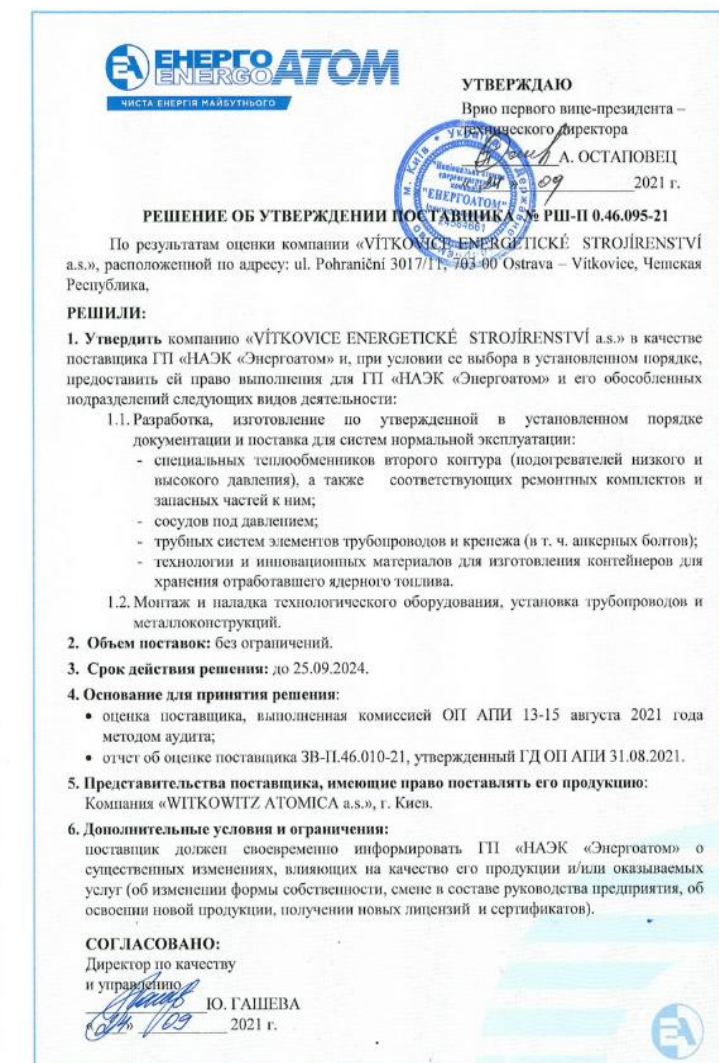 ЕНЕРГО
ENERGO
АТОМ
ЧИСТА ЕНЕРГІЯ МАЙБУТНЬОГО
УТВЕРЖДАЮ
Врио первого вице-президента –
технического директора
А. ОСТАПОВЕЦ
« 24 » 09 2021 г.
м. Київ * Україна * Держав
"Національна атомна
енергогенеруюча
компанія
"ЕНЕРГОАТОМ"
24584661
РЕШЕНИЕ ОБ УТВЕРЖДЕНИИ ПОСТАВЩИКА № РШ-П 0.46.095-21
По результатам оценки компании «VÍTKOVICE ENERGETICKÉ STROJÍRENSTVÍ
a.s.», расположенной по адресу: ul. Pohraniční 3017/11, 703 00 Ostrava – Vítkovice, Чешская
Республика,
РЕШИЛИ:
1. Утвердить компанию «VÍTKOVICE ENERGETICKÉ STROJÍRENSTVÍ a.s.» в качестве
поставщика ГП «НАЭК «Энергоатом» и, при условии ее выбора в установленном порядке,
предоставить ей право выполнения для ГП «НАЭК «Энергоатом» и его обособленных
подразделений следующих видов деятельности:
1.1. Разработка, изготовление по утвержденной в установленном порядке
документации и поставка для систем нормальной эксплуатации:
- специальных теплообменников второго контура (подогревателей низкого и
высокого давления), а также соответствующих ремонтных комплектов и
запасных частей к ним;
- сосудов под давлением;
- трубных систем элементов трубопроводов и крепежа (в т. ч. анкерных болтов);
- технологии и инновационных материалов для изготовления контейнеров для
хранения отработавшего ядерного топлива.
1.2. Монтаж и наладка технологического оборудования, установка трубопроводов и
металлоконструкций.
2. Объем поставок: без ограничений.
3. Срок действия решения: до 25.09.2024.
4. Основание для принятия решения:
• оценка поставщика, выполненная комиссией ОП АПИ 13-15 августа 2021 года
методом аудита;
• отчет об оценке поставщика ЗВ-П.46.010-21, утвержденный ГД ОП АПИ 31.08.2021.
5. Представительства поставщика, имеющие право поставлять его продукцию:
Компания «WITKOWITZ ATOMICA a.s.», г. Киев.
6. Дополнительные условия и ограничения:
поставщик должен своевременно информировать ГП «НАЭК «Энергоатом» о
существенных изменениях, влияющих на качество его продукции и/или оказываемых
услуг (об изменении формы собственности, смене в составе руководства предприятия, об
освоении новой продукции, получении новых лицензий и сертификатов).
СОГЛАСОВАНО:
Директор по качеству
и управлению
Ю. ГАШЕВА
« 24 » 09 2021 г.